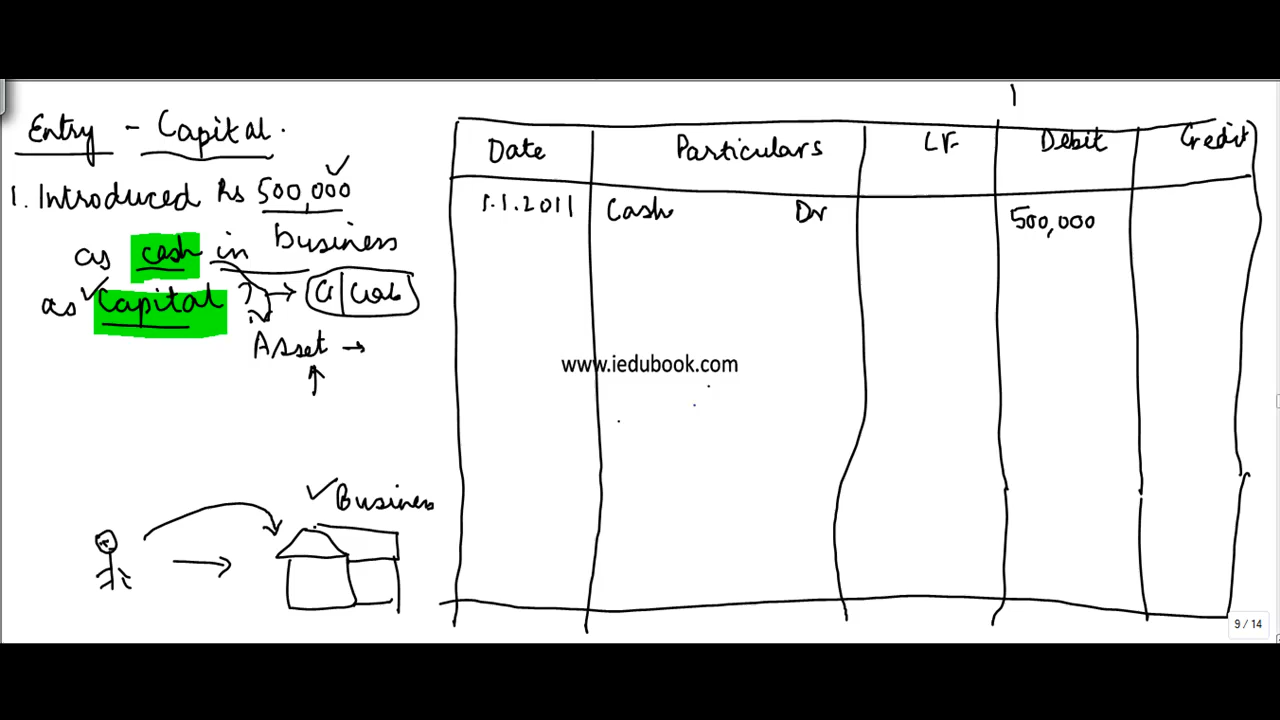 Entry - Capital.
1. Introduced Rs 500,000
as cash in business
as Capital ?
Asset →
Business
Date Particulars LF Debit Credit
1.1.2011 Cash Dr 500,000
www.iedubook.com
9 / 14